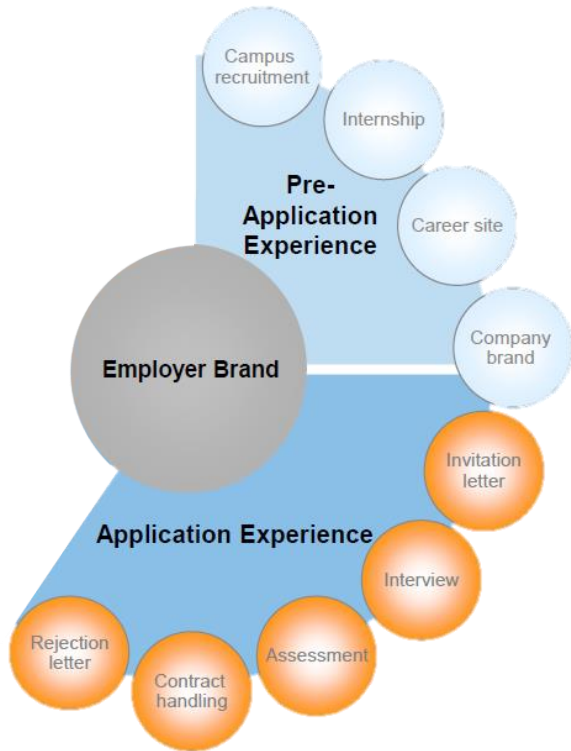 Campus
recruitment
Internship
Pre-
Application
Experience
Career site
Company
brand
Employer Brand
Invitation
letter
Application Experience
Interview
Assessment
Rejection
letter
Contract
handling